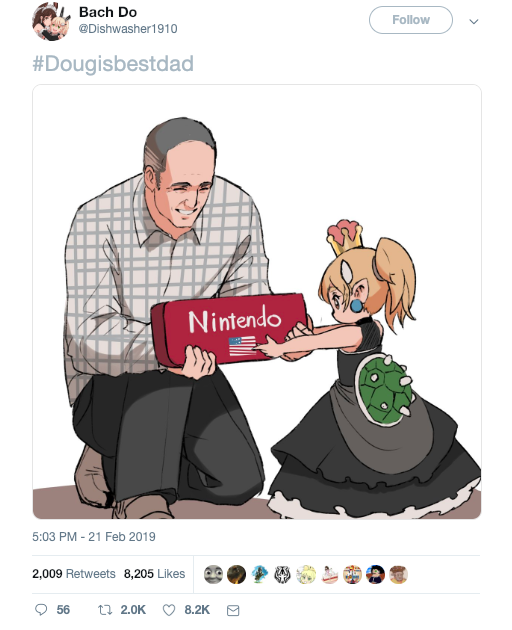 Bach Do
@Dishwasher1910
Follow
#Dougisbestdad
Nintendo
5:03 PM - 21 Feb 2019
2,009 Retweets 8,205 Likes
56 2.0K 8.2K